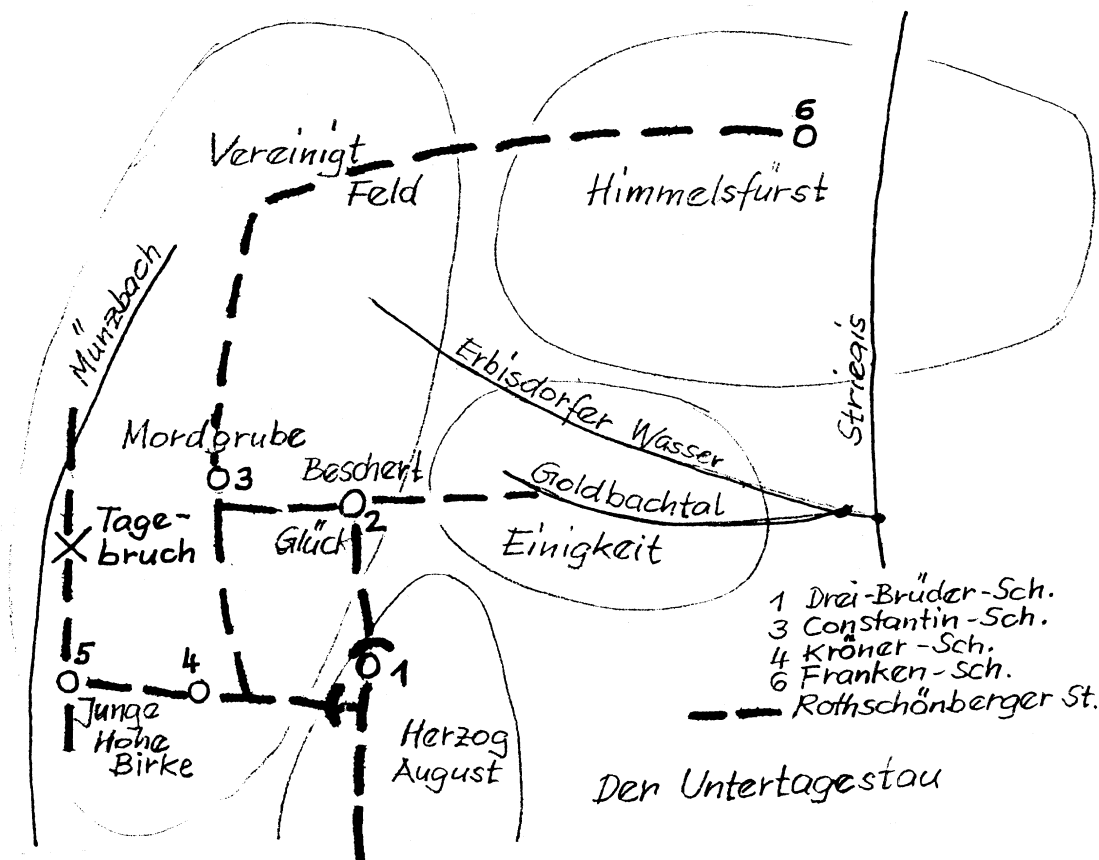 6
Vereinigt
Feld
Himmelsfürst
Münzbach
Striegis
Erbisdorfer Wasser
Mordgrube
3
Beschert
Glück
2
Goldbachtal
Einigkeit
Tage-
bruch
5
4
1
Junge
Hohe
Birke
Herzog
August
1 Drei-Brüder-Sch.
3 Constantin-Sch.
4 Kröner-Sch.
6 Franken-Sch.
Rothschönberger St.
Der Untertagestau